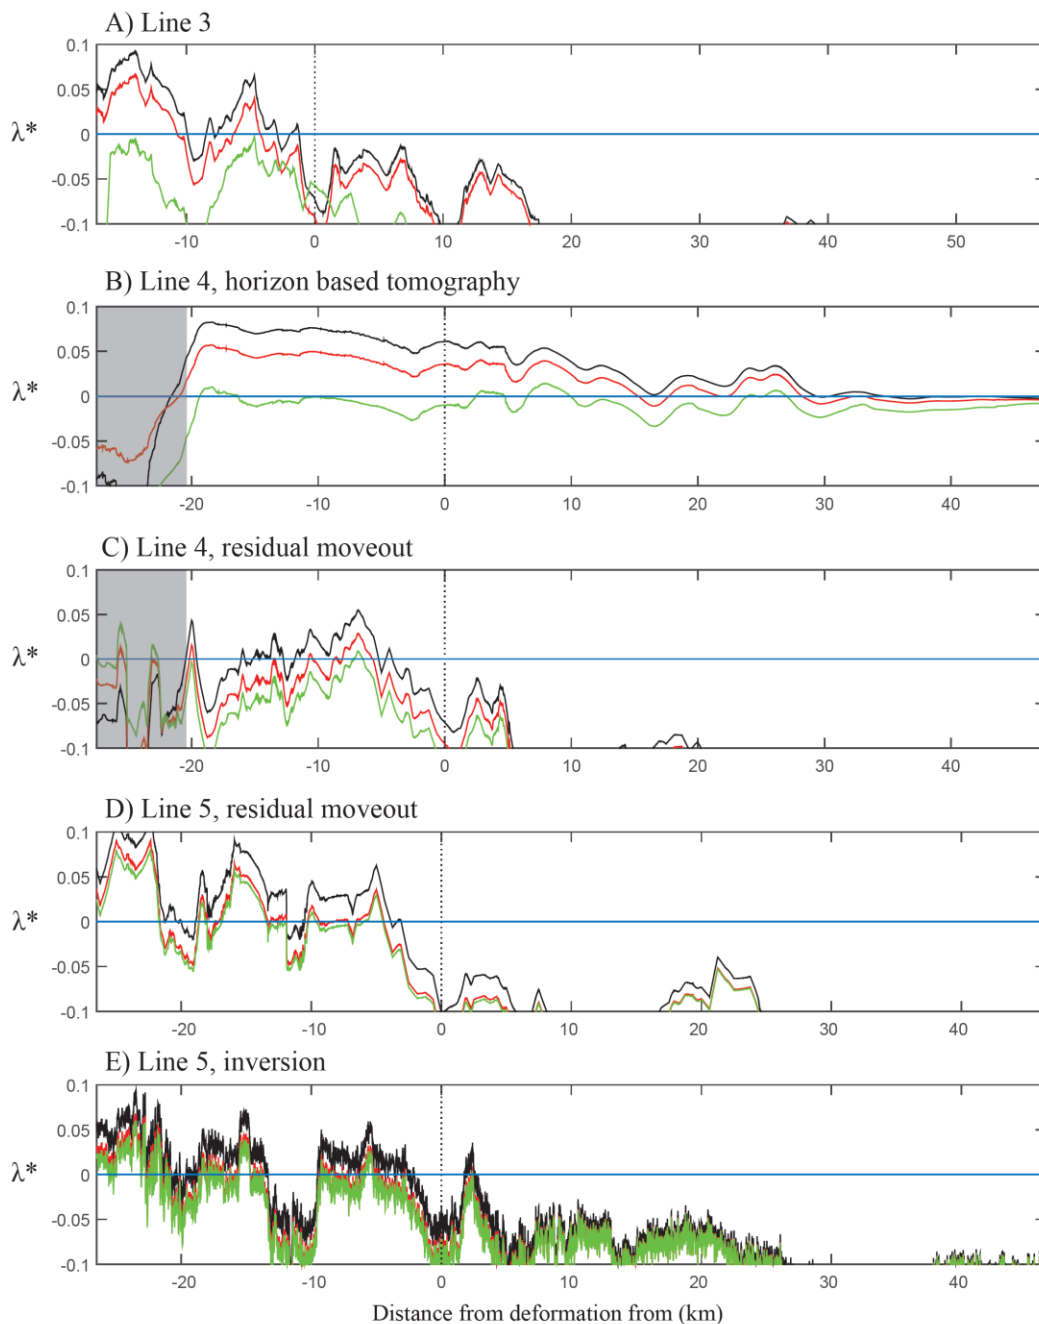 A) Line 3
0.1
0.05
0
-0.05
-0.1
λ*
-10 0 10 20 30 40 50
B) Line 4, horizon based tomography
0.1
0.05
0
-0.05
-0.1
λ*
-20 -10 0 10 20 30 40
C) Line 4, residual moveout
0.1
0.05
0
-0.05
-0.1
λ*
-20 -10 0 10 20 30 40
D) Line 5, residual moveout
0.1
0.05
0
-0.05
-0.1
λ*
-20 -10 0 10 20 30 40
E) Line 5, inversion
0.1
0.05
0
-0.05
-0.1
λ*
-20 -10 0 10 20 30 40
Distance from deformation from (km)